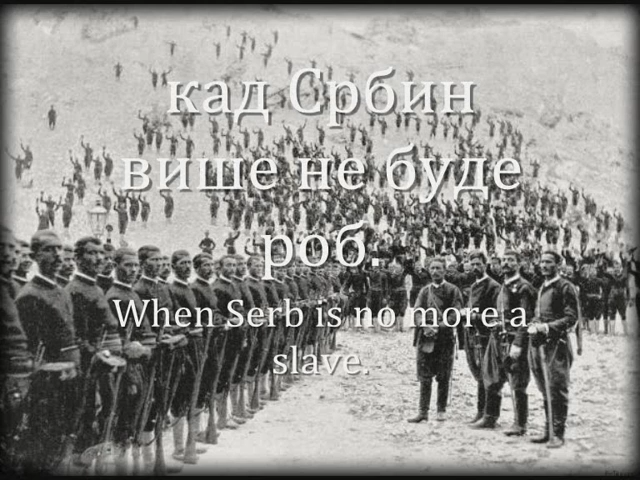 кад Србин
више не буде
роб.
When Serb is no more a
slave.